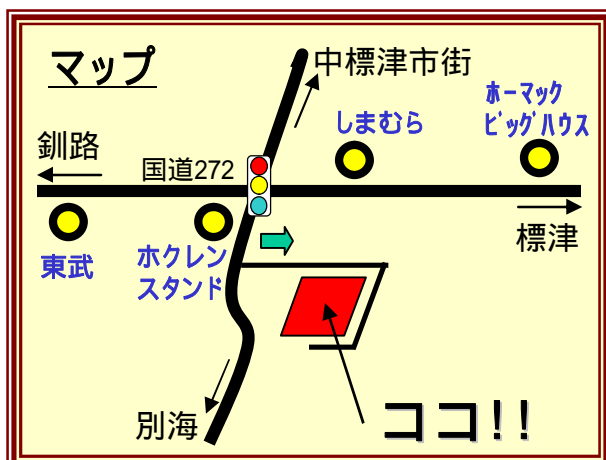 マップ
中標津市街
ホーマック
ビッグハウス
しまむら
釧路
国道272
標津
東武
ホクレン
スタンド
別海
ココ!!